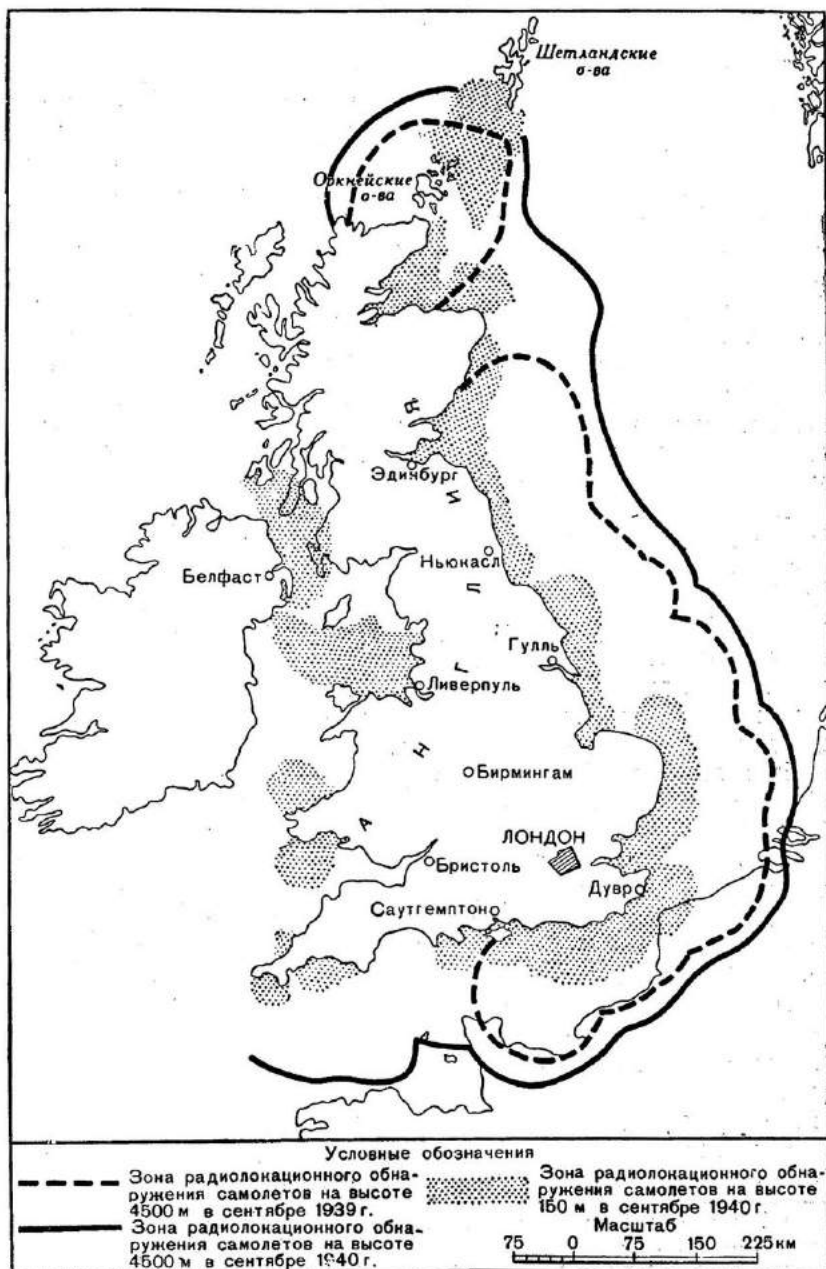 Шетландские
о-ва
Оркнейские
о-ва
Эдинбург
Ньюкасл
Белфаст
Гулль
Ливерпуль
Бирмингам
ЛОНДОН
Бристоль
Дувр
Саутгемптон
АНГЛИЯ
Условные обозначения
Зона радиолокационного обна-
ружения самолетов на высоте
4500 м в сентябре 1939 г.
Зона радиолокационного обна-
ружения самолетов на высоте
4500 м в сентябре 1940 г.
Зона радиолокационного обна-
ружения самолетов на высоте
150 м в сентябре 1940 г.
Масштаб
75 0 75 150 225 км